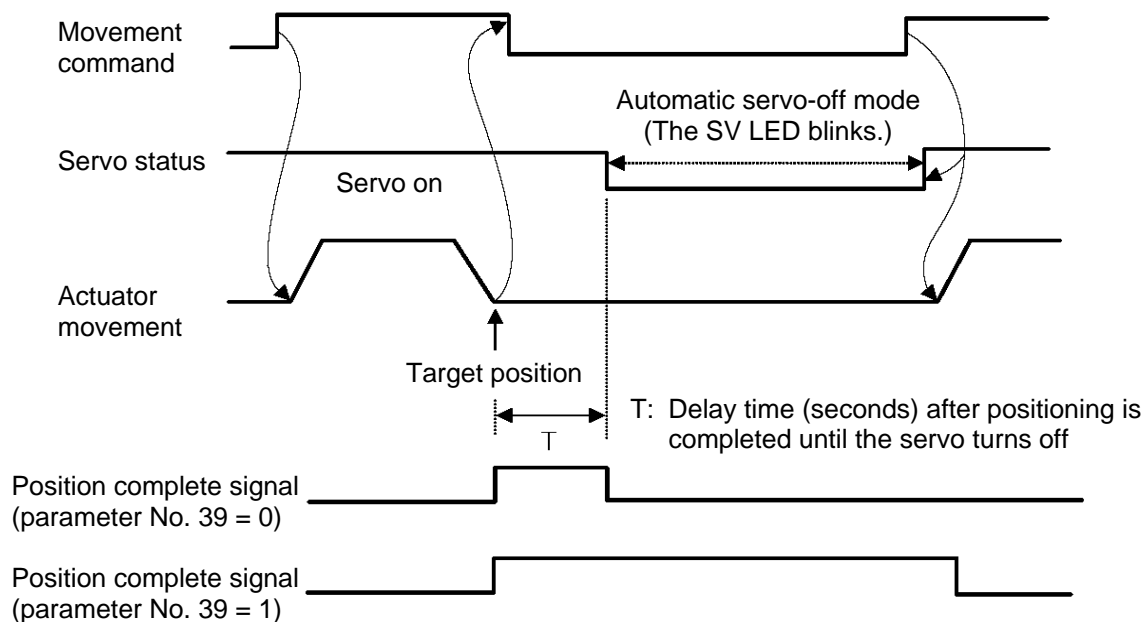 Movement
command
Automatic servo-off mode
(The SV LED blinks.)
Servo status
Servo on
Actuator
movement
Target position
T
T: Delay time (seconds) after positioning is
completed until the servo turns off
Position complete signal
(parameter No. 39 = 0)
Position complete signal
(parameter No. 39 = 1)